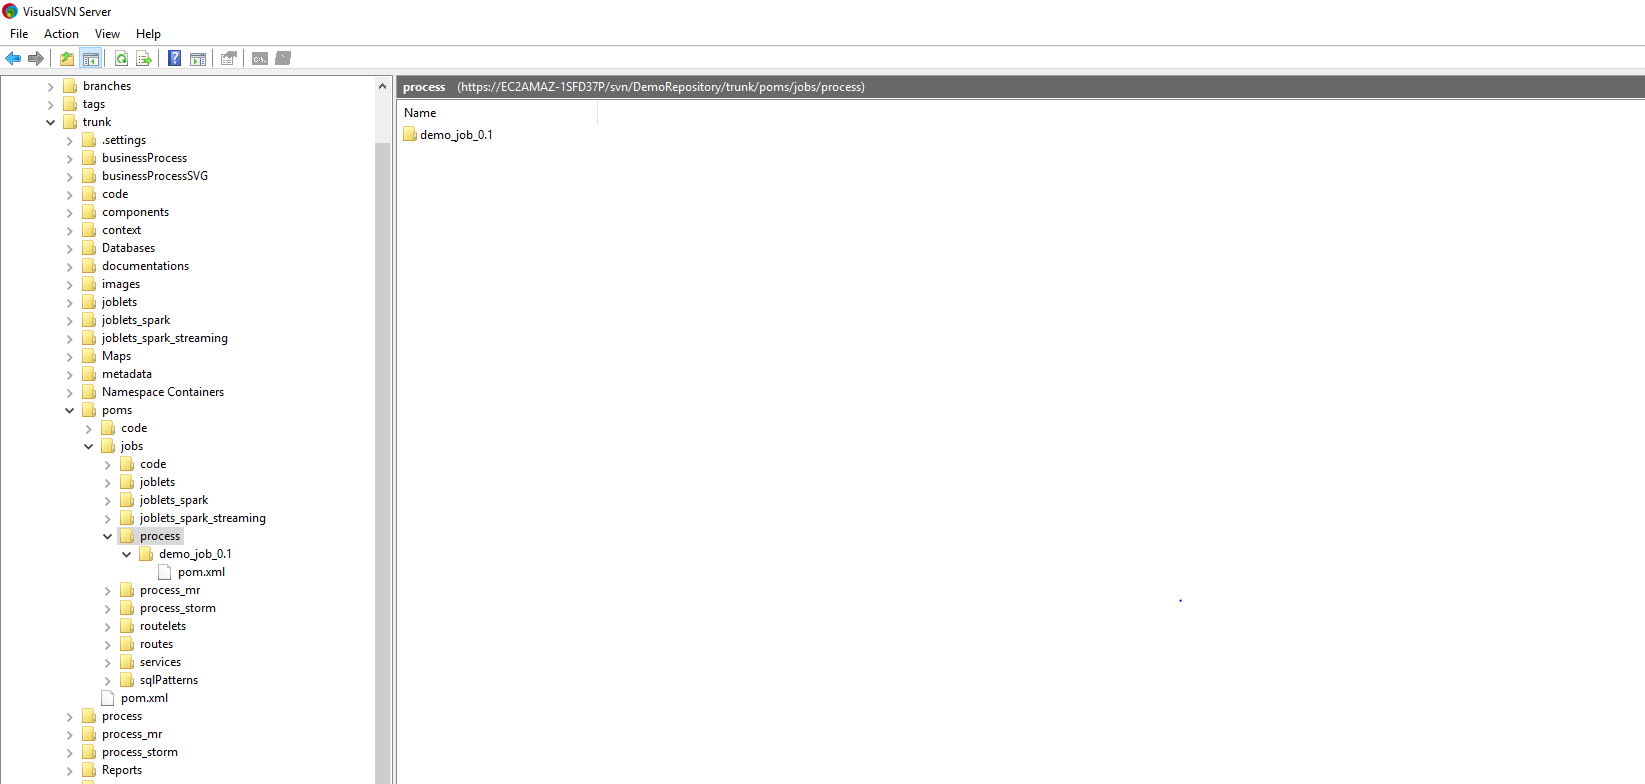 VisualSVN Server
File Action View Help
branches
tags
trunk
.settings
businessProcess
businessProcessSVG
code
components
context
Databases
documentations
images
joblets
joblets_spark
joblets_spark_streaming
Maps
metadata
Namespace Containers
poms
code
jobs
code
joblets
joblets_spark
joblets_spark_streaming
process
demo_job_0.1
pom.xml
process_mr
process_storm
routelets
routes
services
sqlPatterns
pom.xml
process
process_mr
process_storm
Reports
process (https://EC2AMAZ-1SFD37P/svn/DemoRepository/trunk/poms/jobs/process)
Name
demo_job_0.1